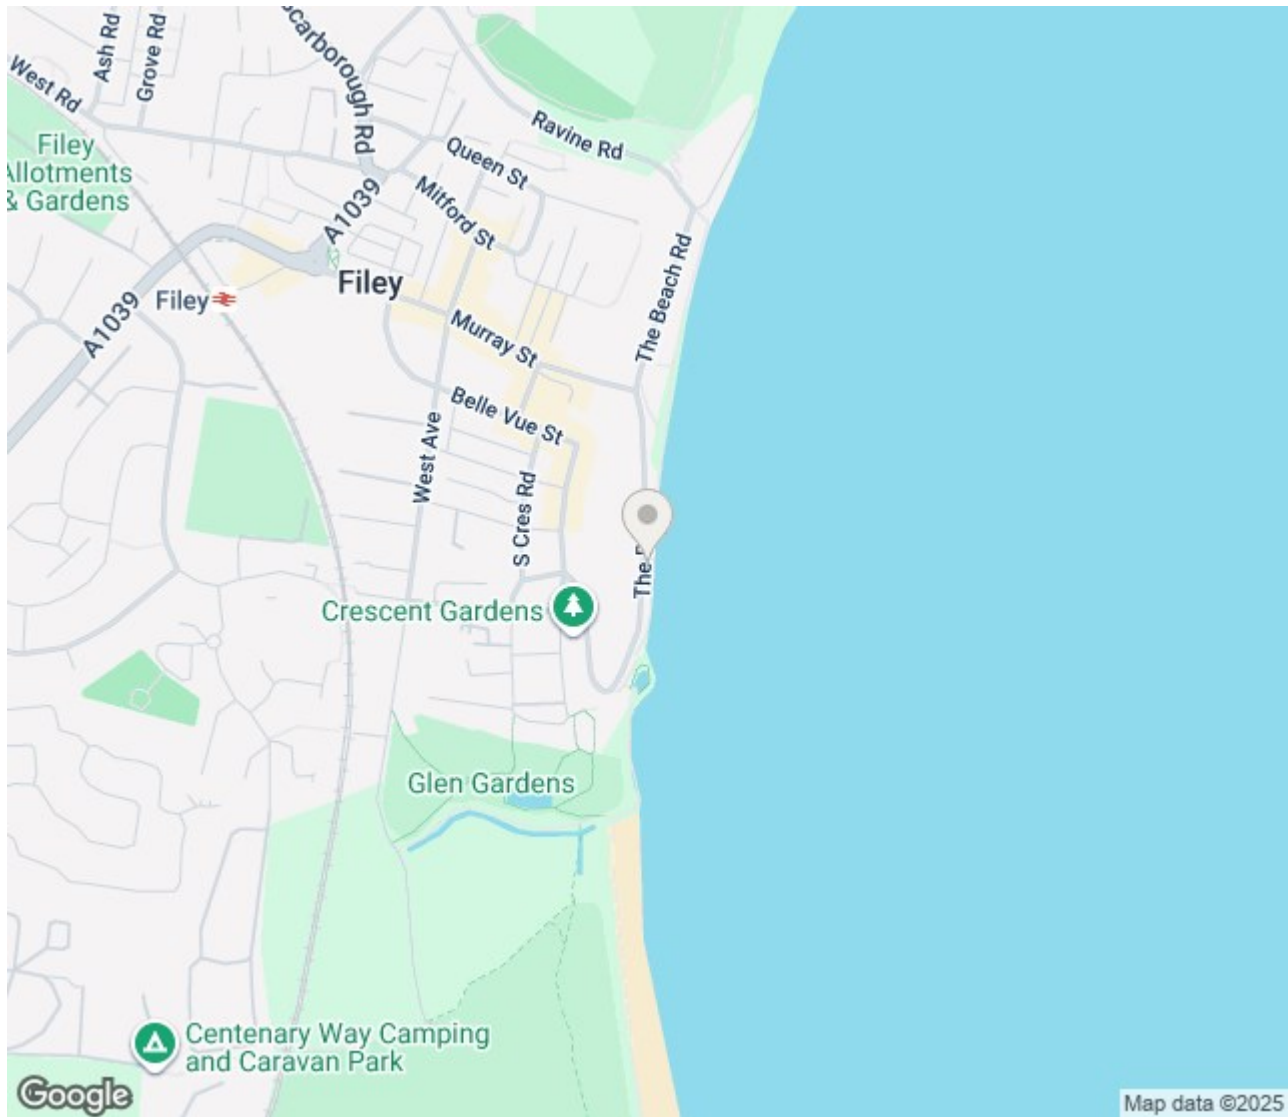 Scarborough Rd
Ash Rd
Grove Rd
West Rd
Ravine Rd
Queen St
Filey
Allotments
& Gardens
Mitford St
A1039
The Beach Rd
Filey
Filey
A1039
Murray St
Belle Vue St
West Ave
S Cres Rd
The
Crescent Gardens
Glen Gardens
Centenary Way Camping
and Caravan Park
Google
Map data ©2025